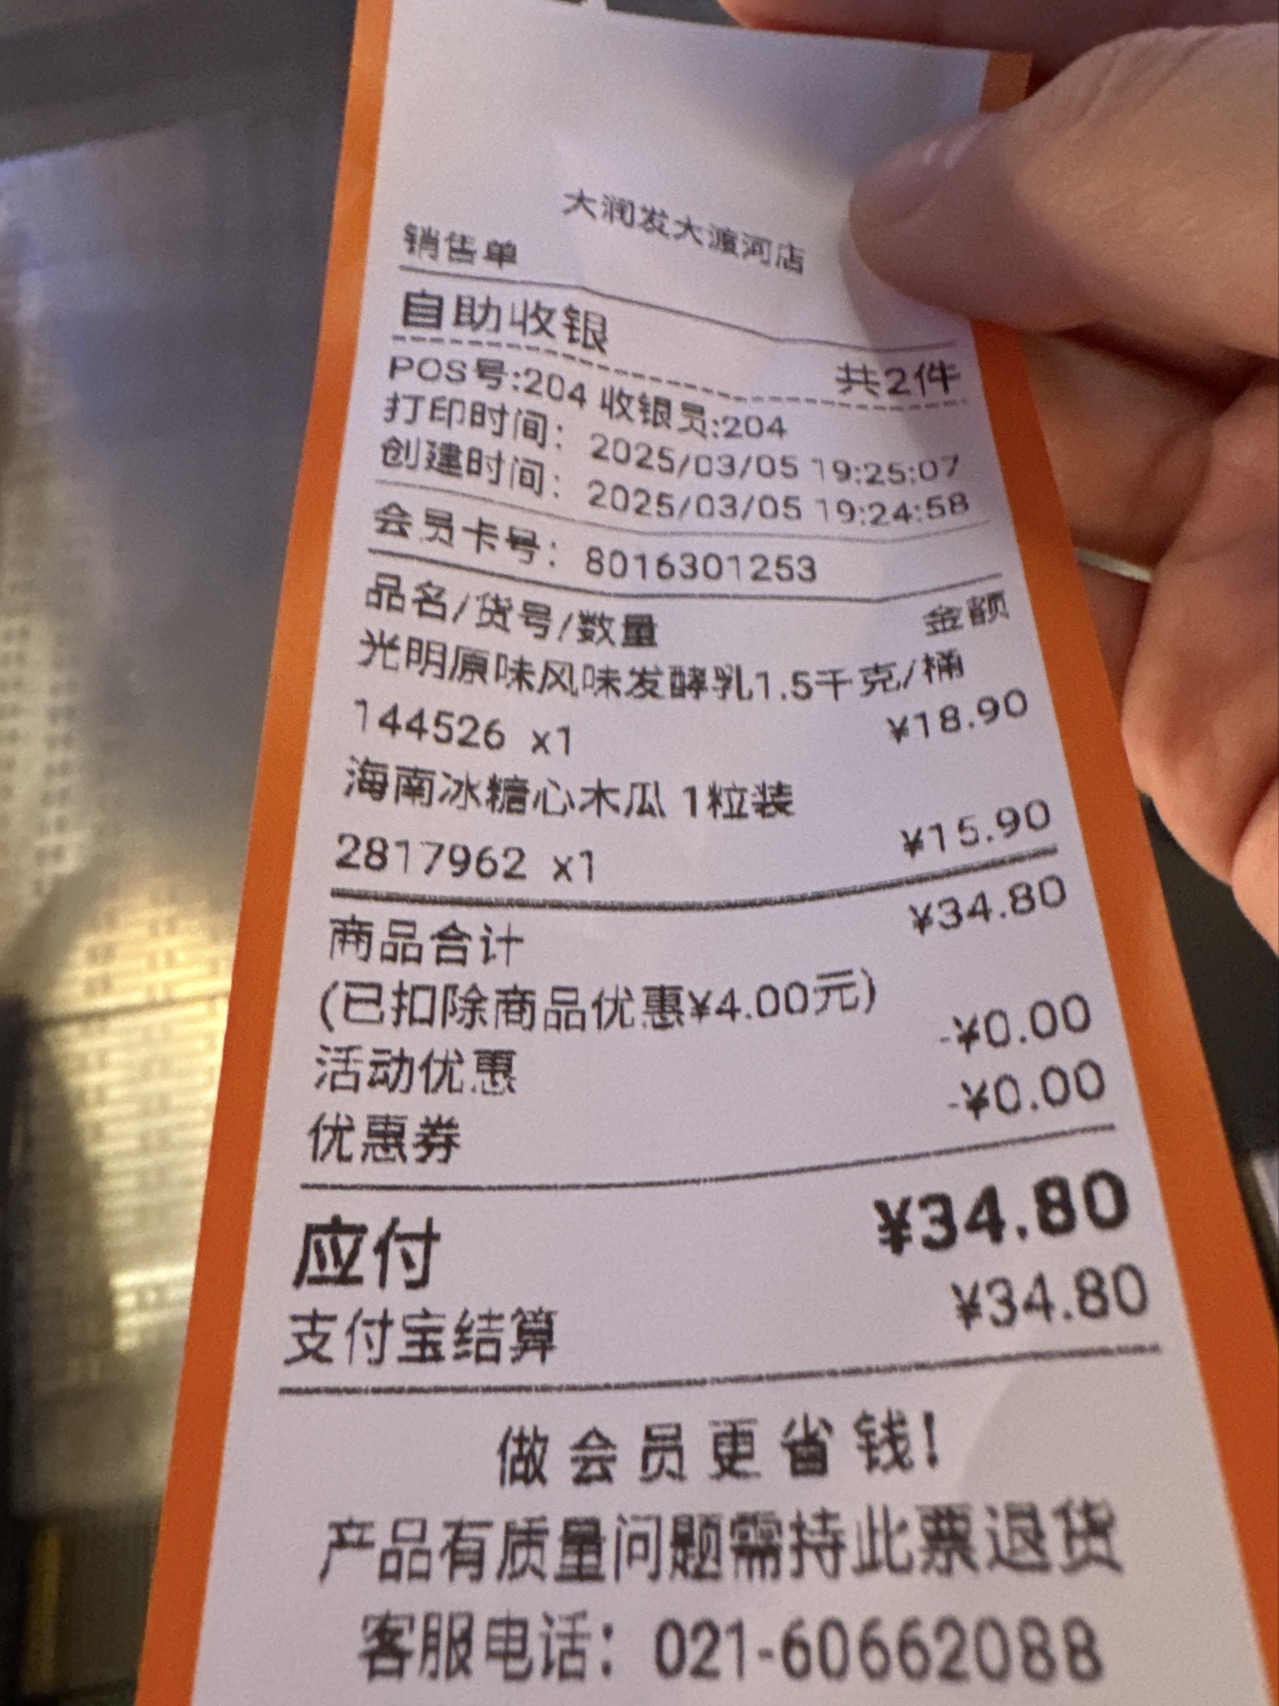 大润发大渡河店
销售单
自助收银 共2件
POS号:204 收银员:204
打印时间：2025/03/05 19:25:07
创建时间：2025/03/05 19:24:58
会员卡号：8016301253
品名/货号/数量 金额
光明原味风味发酵乳1.5千克/桶
144526 x1 ¥18.90
海南冰糖心木瓜 1粒装
2817962 x1 ¥15.90
商品合计 ¥34.80
(已扣除商品优惠¥4.00元)
活动优惠 -¥0.00
优惠券 -¥0.00
应付 ¥34.80
支付宝结算 ¥34.80
做会员更省钱!
产品有质量问题需持此票退货
客服电话：021-60662088